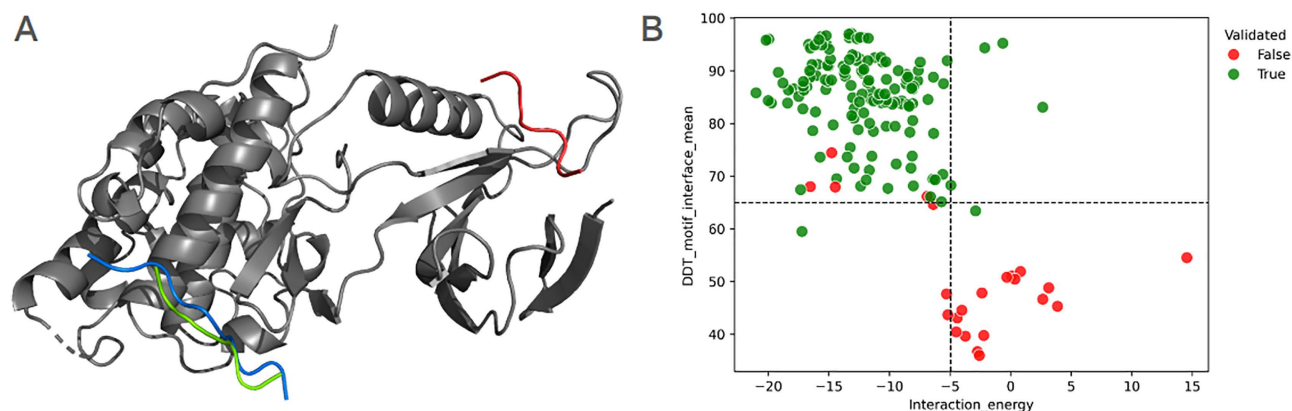 A
B
100
90
80
70
60
50
40
DDT_motif_interface_mean
−20
−15
−10
−5
0
5
10
15
Interaction_energy
Validated
False
True